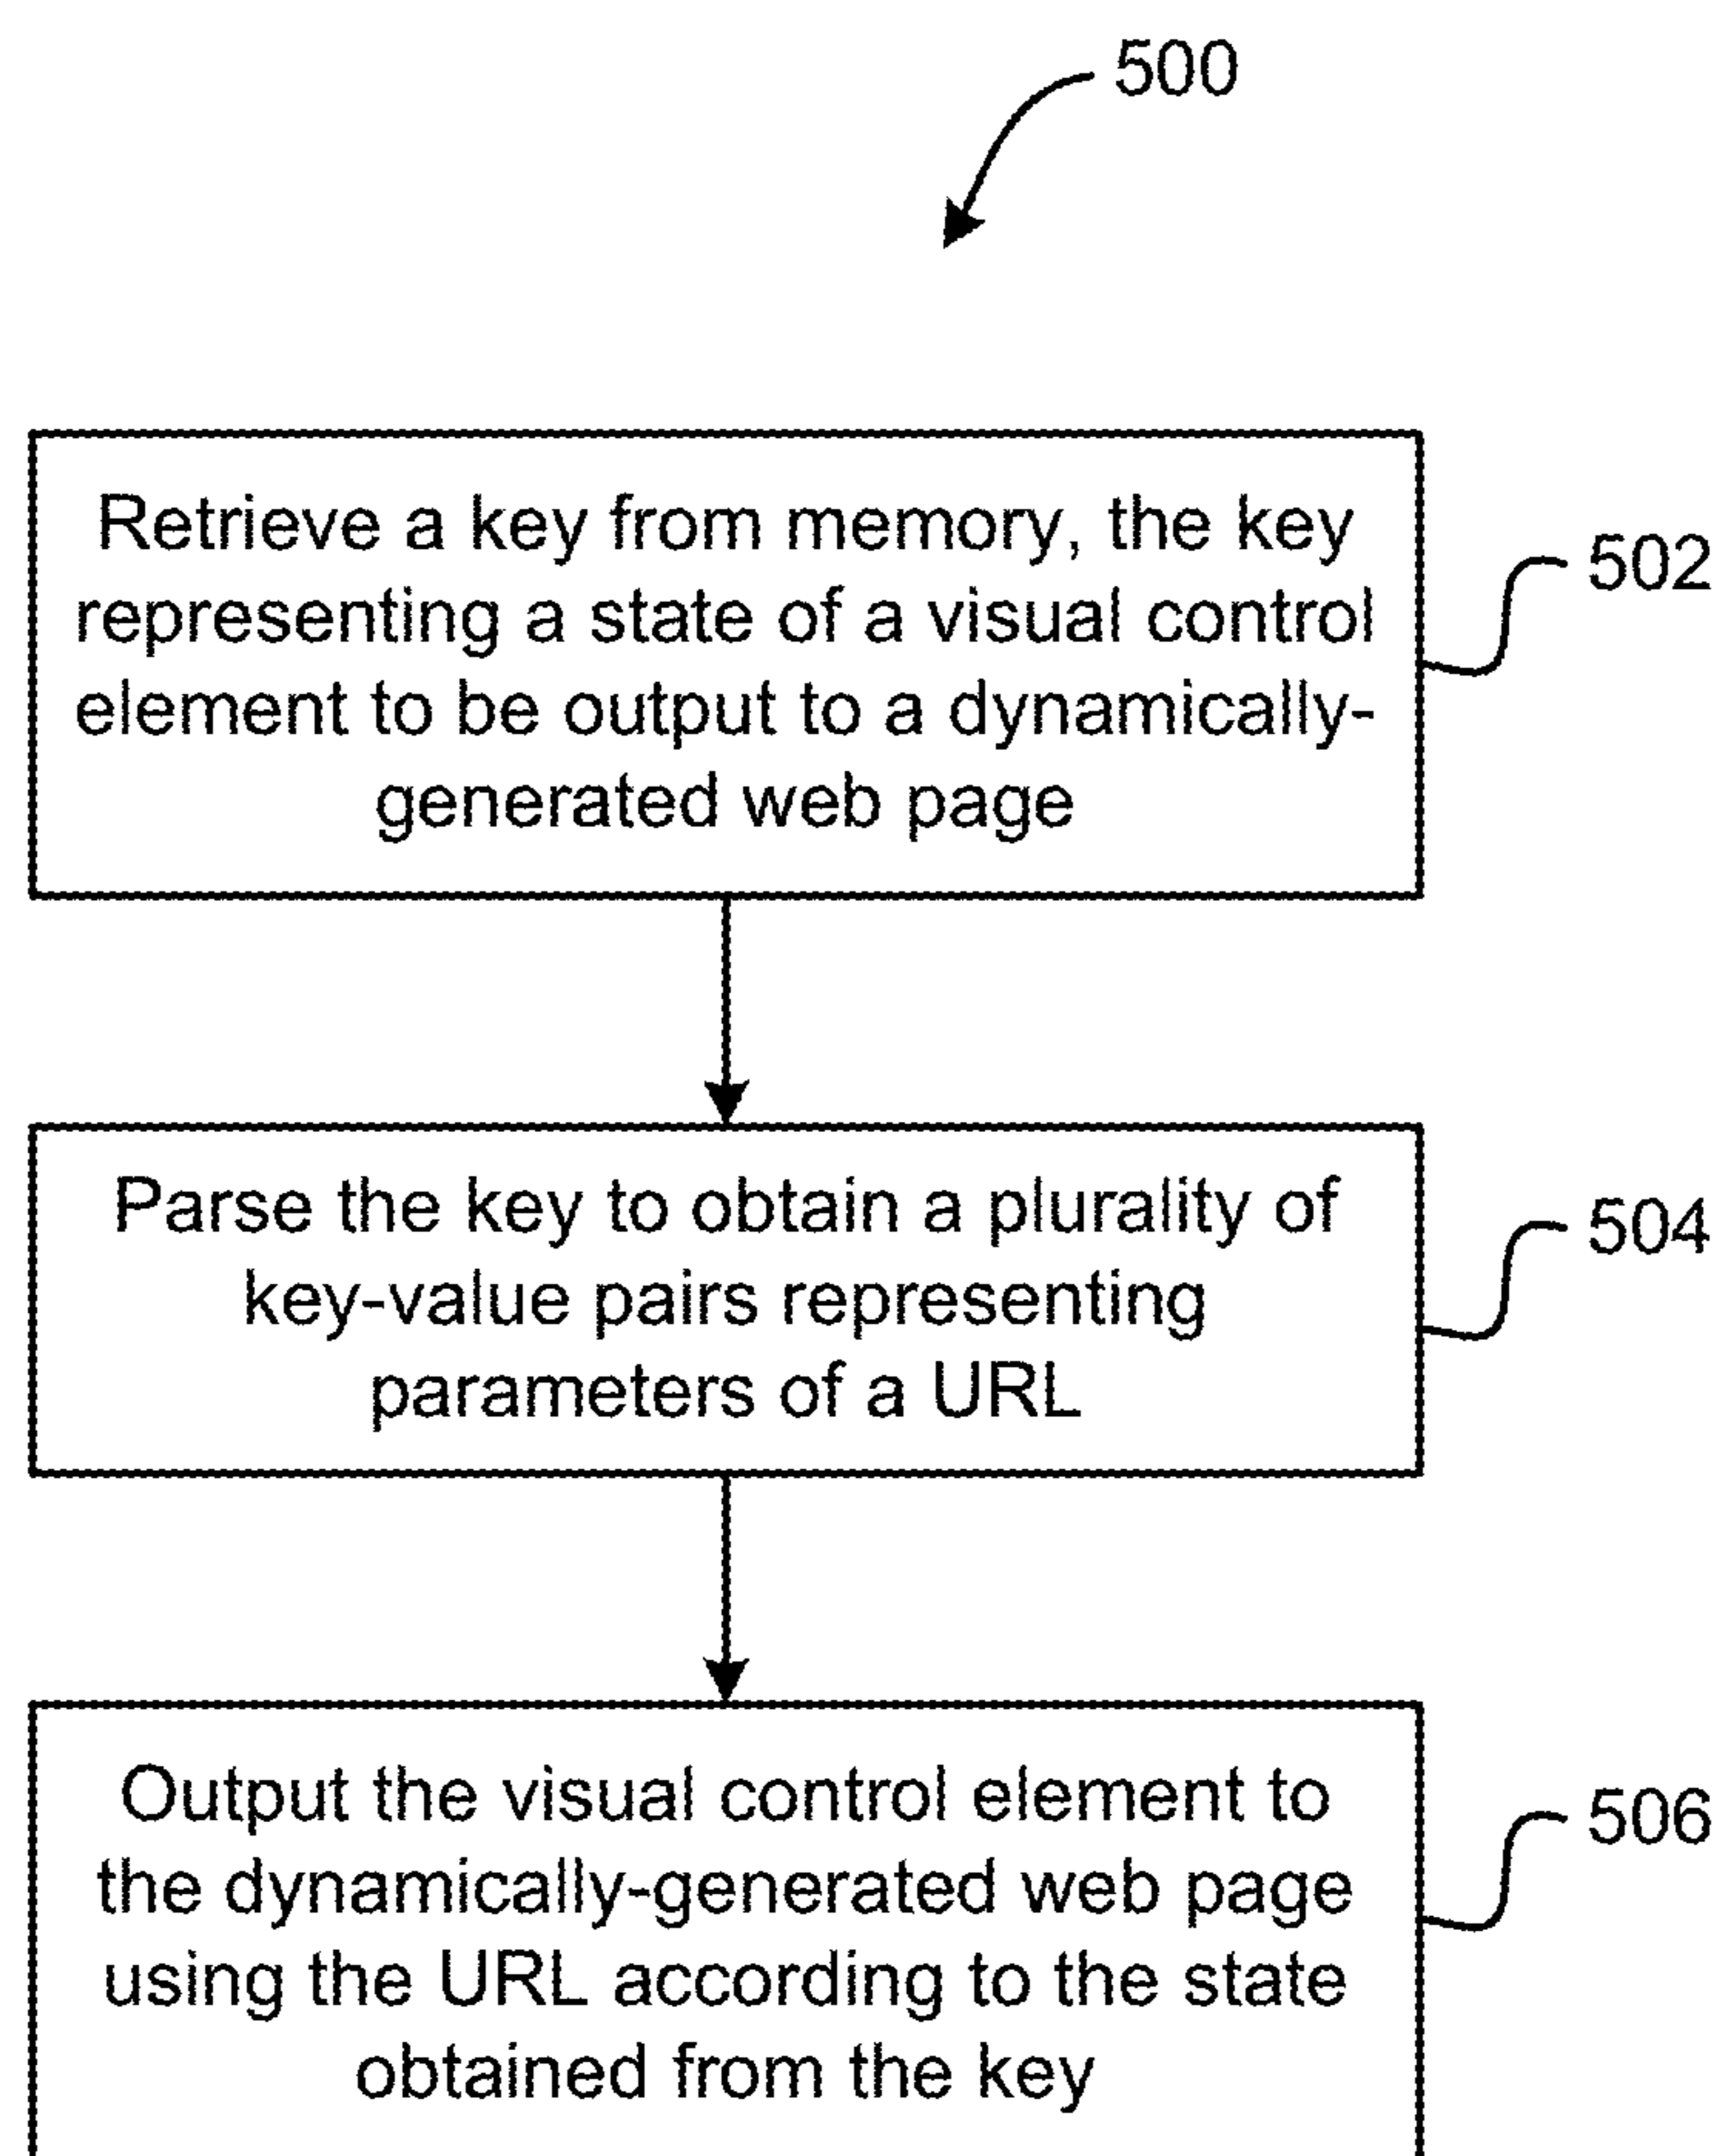 500
Retrieve a key from memory, the key
representing a state of a visual control
element to be output to a dynamically-
generated web page
502
Parse the key to obtain a plurality of
key-value pairs representing
parameters of a URL
504
Output the visual control element to
the dynamically-generated web page
using the URL according to the state
obtained from the key
506